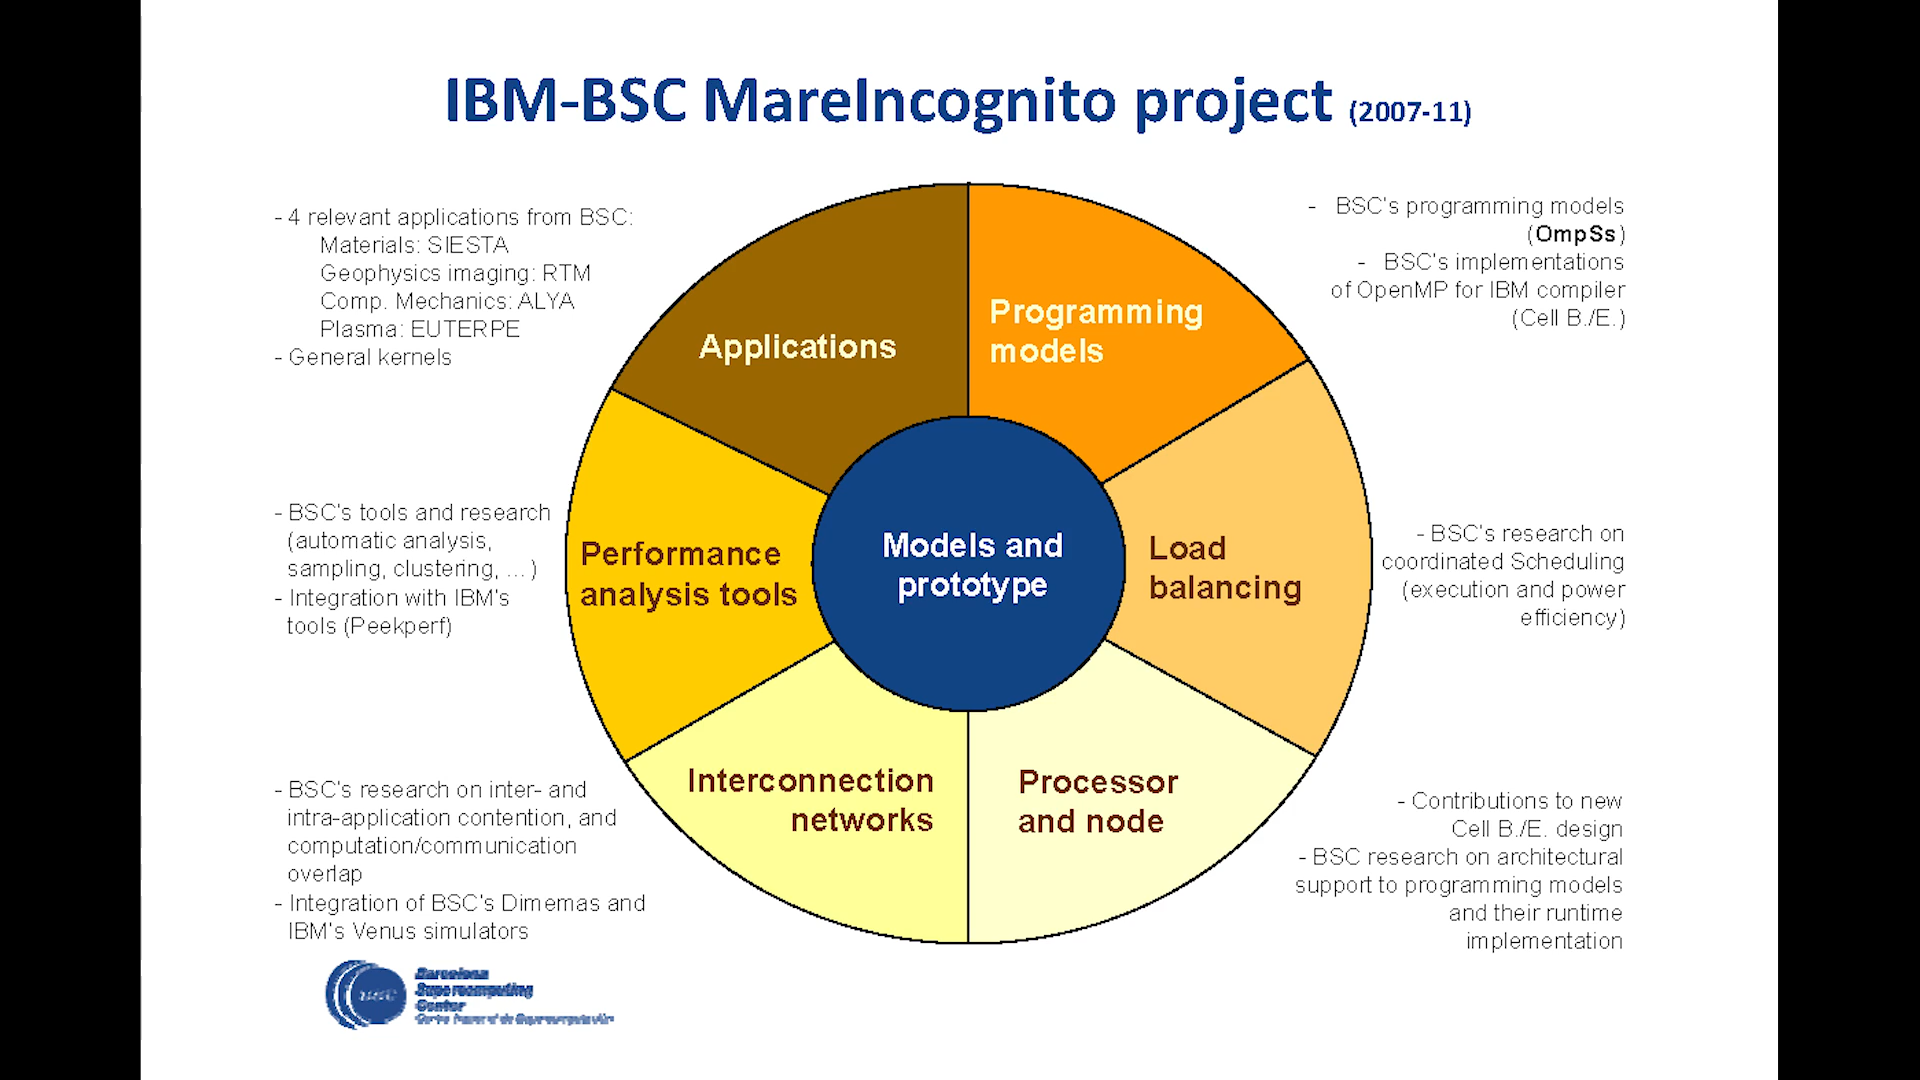 IBM-BSC MareIncognito project (2007-11)
- 4 relevant applications from BSC:
Materials: SIESTA
Geophysics imaging: RTM
Comp. Mechanics: ALYA
Plasma: EUTERPE
- General kernels
- BSC's programming models
(OmpSs)
- BSC's implementations
of OpenMP for IBM compiler
(Cell B./E.)
Applications
Programming
models
- BSC's tools and research
(automatic analysis,
sampling, clustering, ... )
- Integration with IBM's
tools (Peekperf)
Performance
analysis tools
Models and
prototype
Load
balancing
- BSC's research on
coordinated Scheduling
(execution and power
efficiency)
- BSC's research on inter- and
intra-application contention, and
computation/communication
overlap
- Integration of BSC's Dimemas and
IBM's Venus simulators
Interconnection
networks
Processor
and node
- Contributions to new
Cell B./E. design
- BSC research on architectural
support to programming models
and their runtime
implementation
Barcelona
Supercomputing
Center